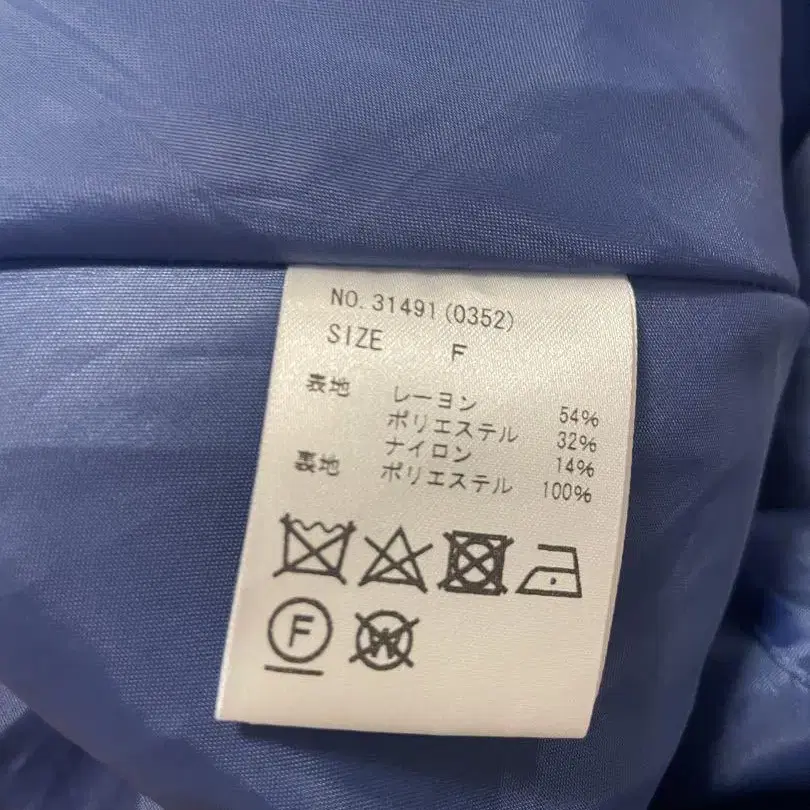 NO. 31491 (0352)
SIZE F
表地 レーヨン 54%
ポリエステル 32%
ナイロン 14%
裏地 ポリエステル 100%
F
W